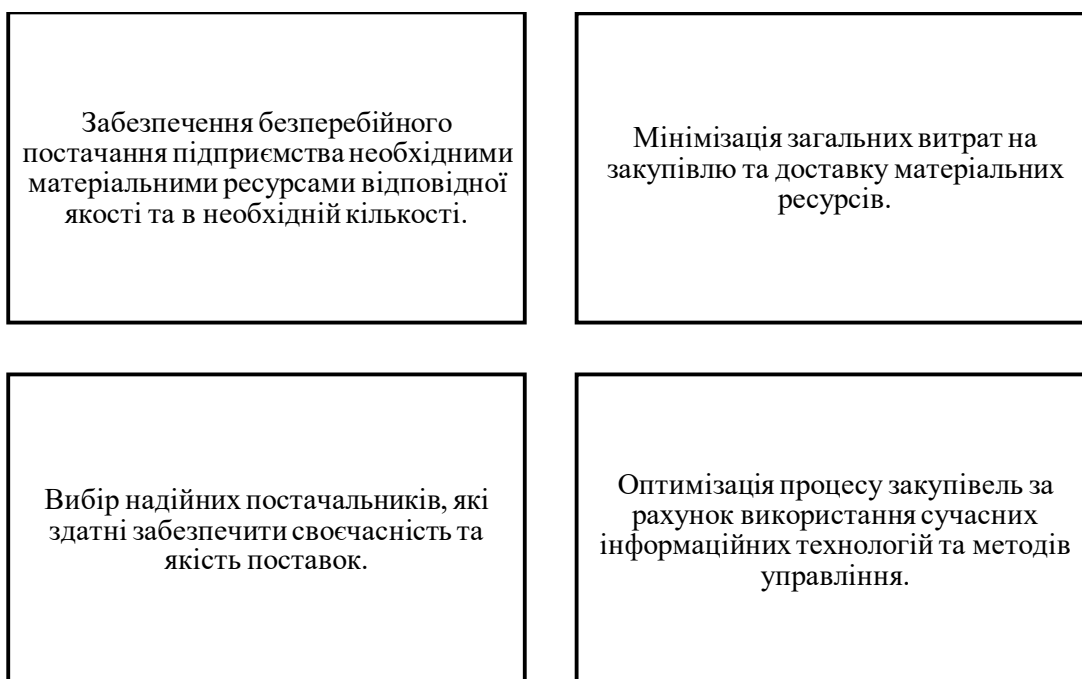 Забезпечення безперебійного
постачання підприємства необхідними
матеріальними ресурсами відповідної
якості та в необхідній кількості.
Мінімізація загальних витрат на
закупівлю та доставку матеріальних
ресурсів.
Вибір надійних постачальників, які
здатні забезпечити своєчасність та
якість поставок.
Оптимізація процесу закупівель за
рахунок використання сучасних
інформаційних технологій та методів
управління.